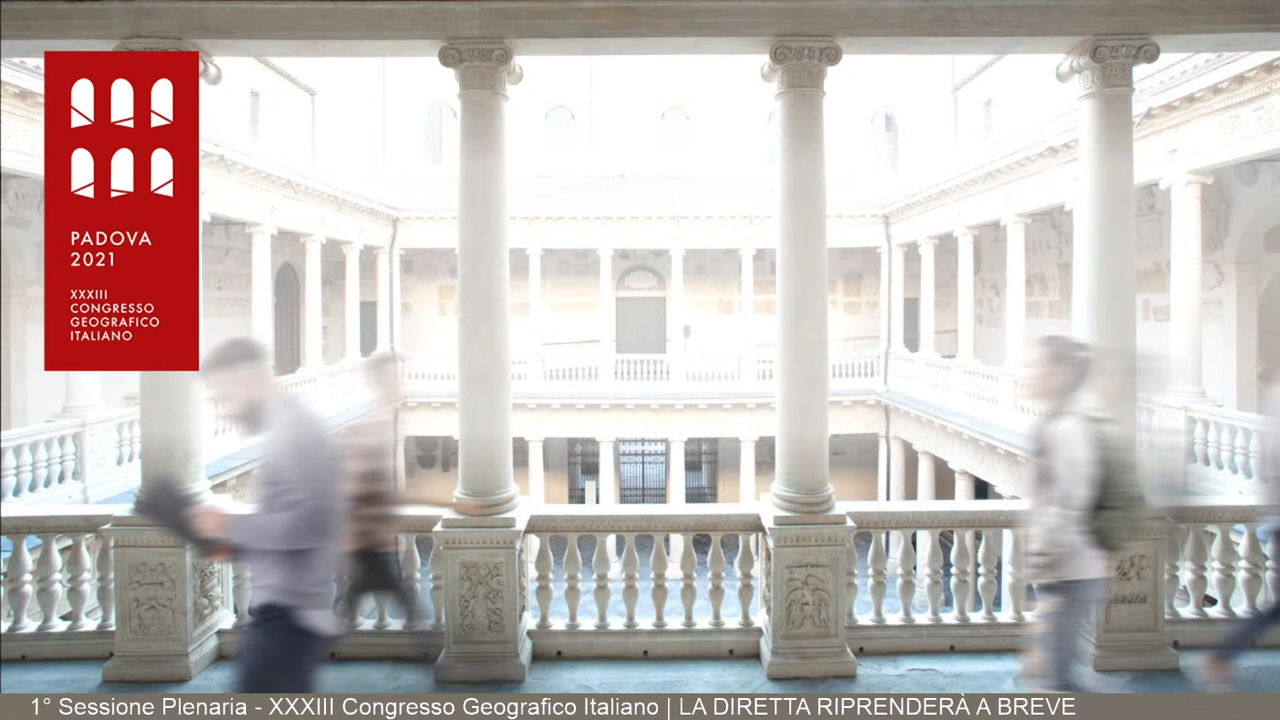 PADOVA
2021
XXXIII
CONGRESSO
GEOGRAFICO
ITALIANO
1° Sessione Plenaria - XXXIII Congresso Geografico Italiano | LA DIRETTA RIPRENDERÀ A BREVE